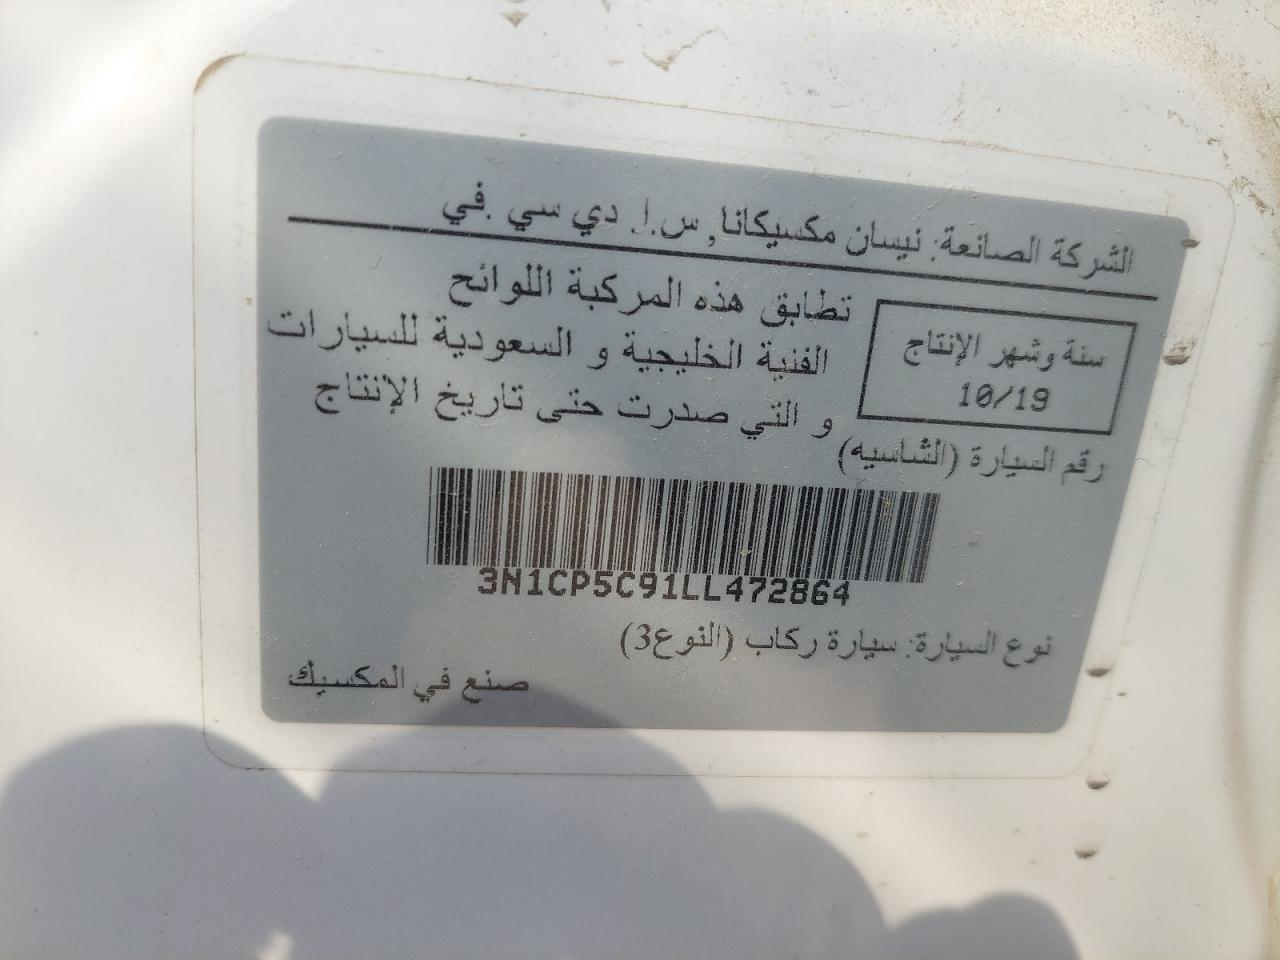 الشركة الصانعة: نيسان مكسيكانا, س.ا. دي سي .في
تطابق هذه المركبة اللوائح
الفنية الخليجية و السعودية للسيارات
و التي صدرت حتى تاريخ الإنتاج
سنة وشهر الإنتاج
10/19
رقم السيارة (الشاسيه)
3N1CP5C91LL472864
نوع السيارة: سيارة ركاب (النوع3)
صنع في المكسيك